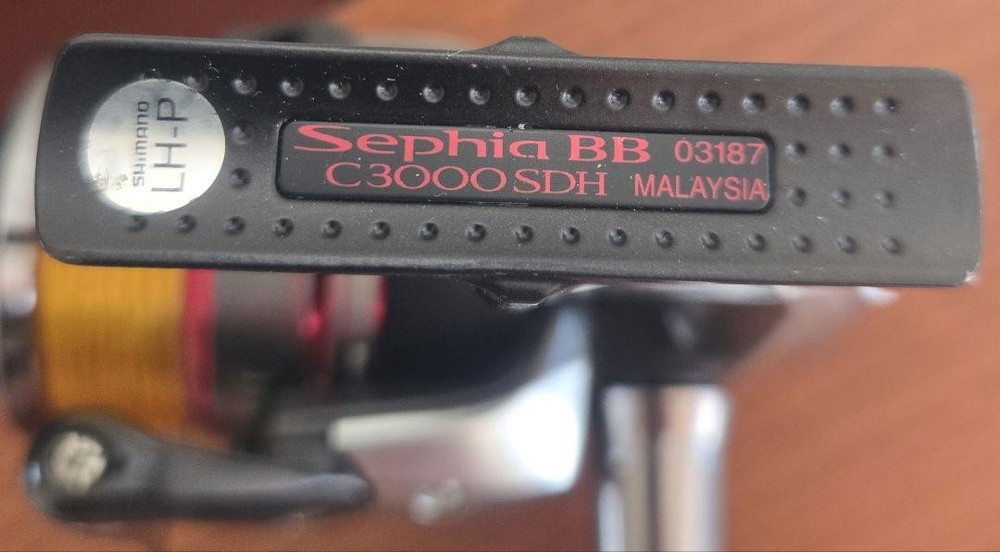 SHIMANO
LH-P
Sephia BB 03187
C3000SDH MALAYSIA